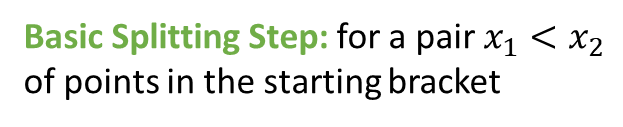 Basic Splitting Step: for a pair x₁ < x₂
of points in the starting bracket